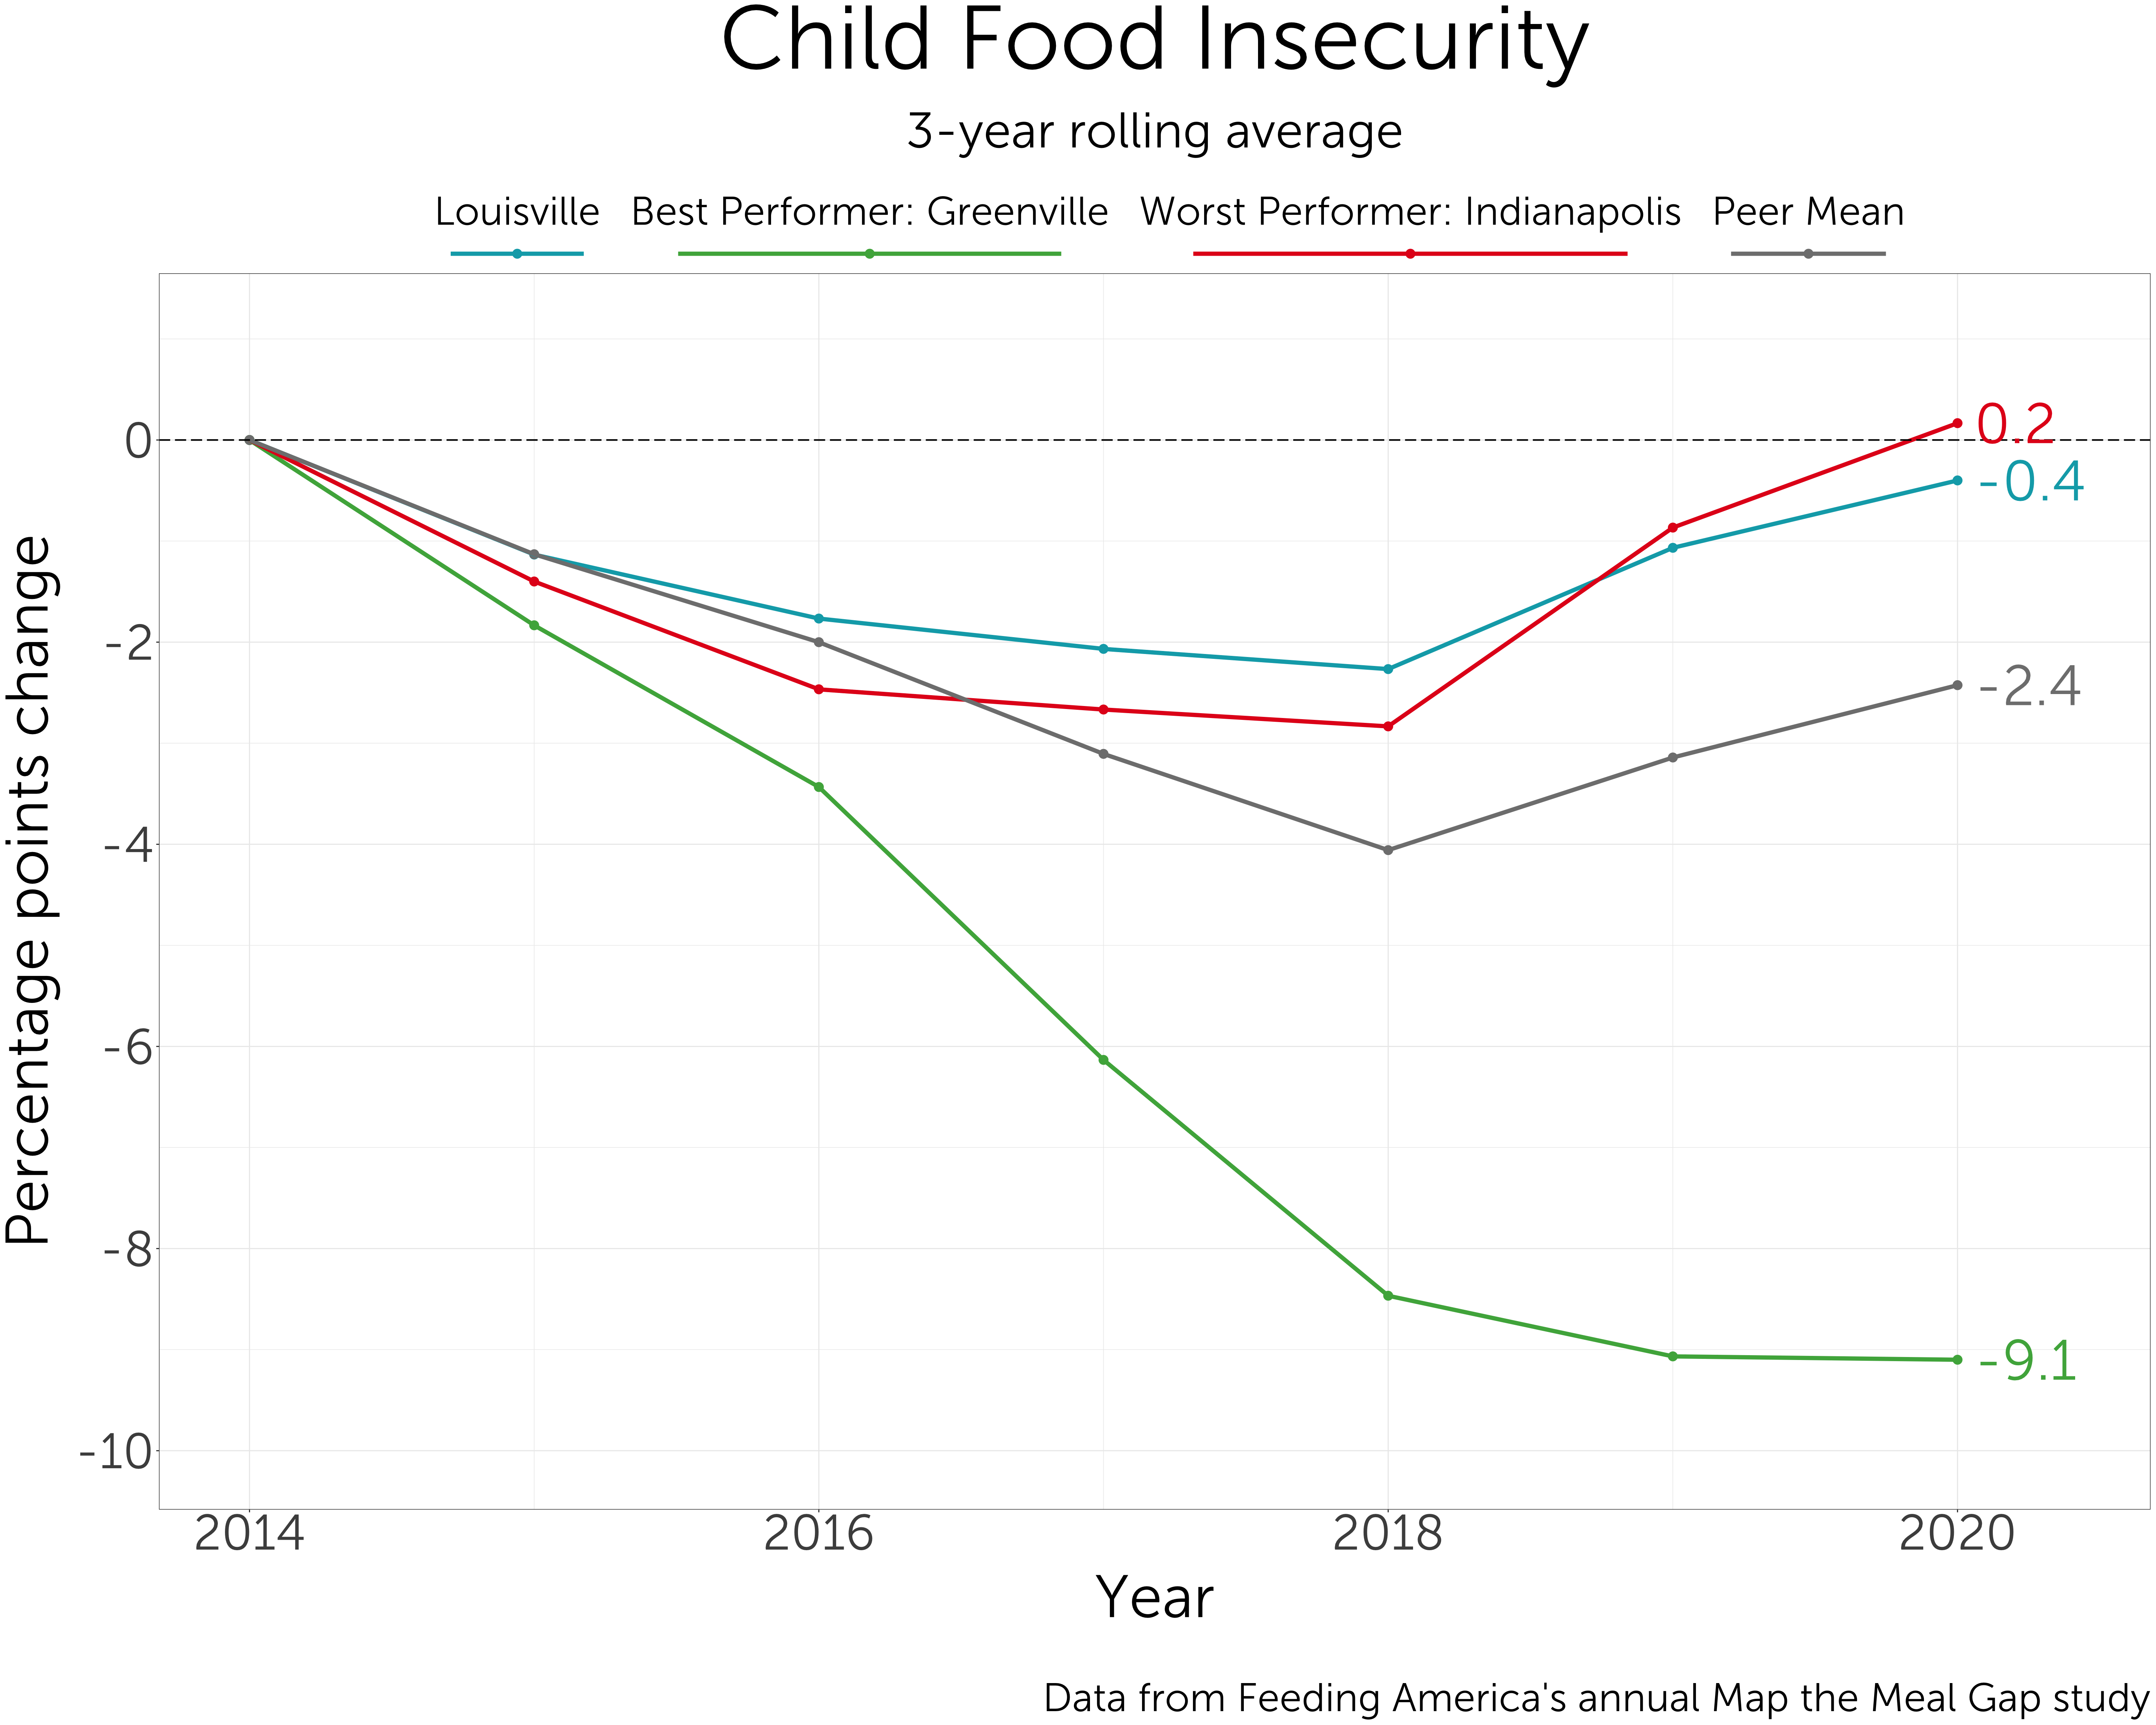 Child Food Insecurity
3-year rolling average
Louisville Best Performer: Greenville Worst Performer: Indianapolis Peer Mean
Percentage points change
0
-2
-4
-6
-8
-10
0.2
-0.4
-2.4
-9.1
2014 2016 2018 2020
Year
Data from Feeding America's annual Map the Meal Gap study